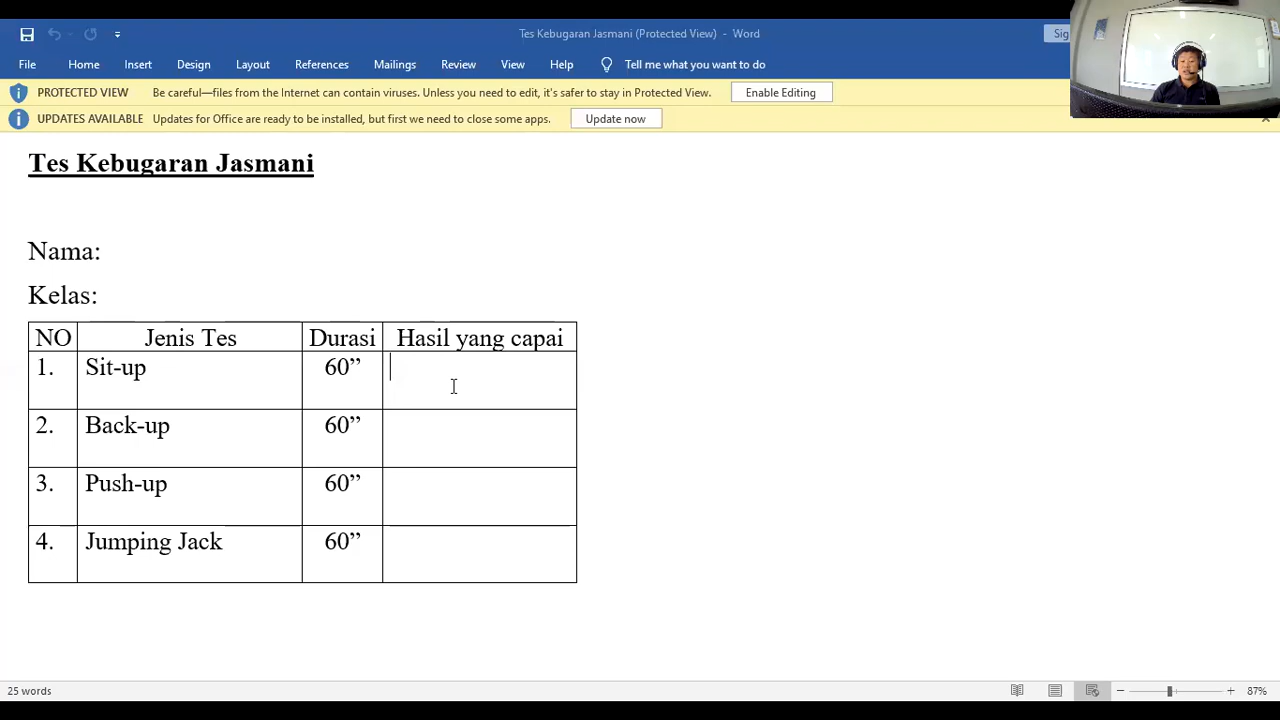 Tes Kebugaran Jasmani (Protected View) - Word
File Home Insert Design Layout References Mailings Review View Help Tell me what you want to do
PROTECTED VIEW Be careful—files from the Internet can contain viruses. Unless you need to edit, it's safer to stay in Protected View. Enable Editing
UPDATES AVAILABLE Updates for Office are ready to be installed, but first we need to close some apps. Update now
Tes Kebugaran Jasmani
Nama:
Kelas:
NO Jenis Tes Durasi Hasil yang capai
1. Sit-up 60”
2. Back-up 60”
3. Push-up 60”
4. Jumping Jack 60”
25 words 87%